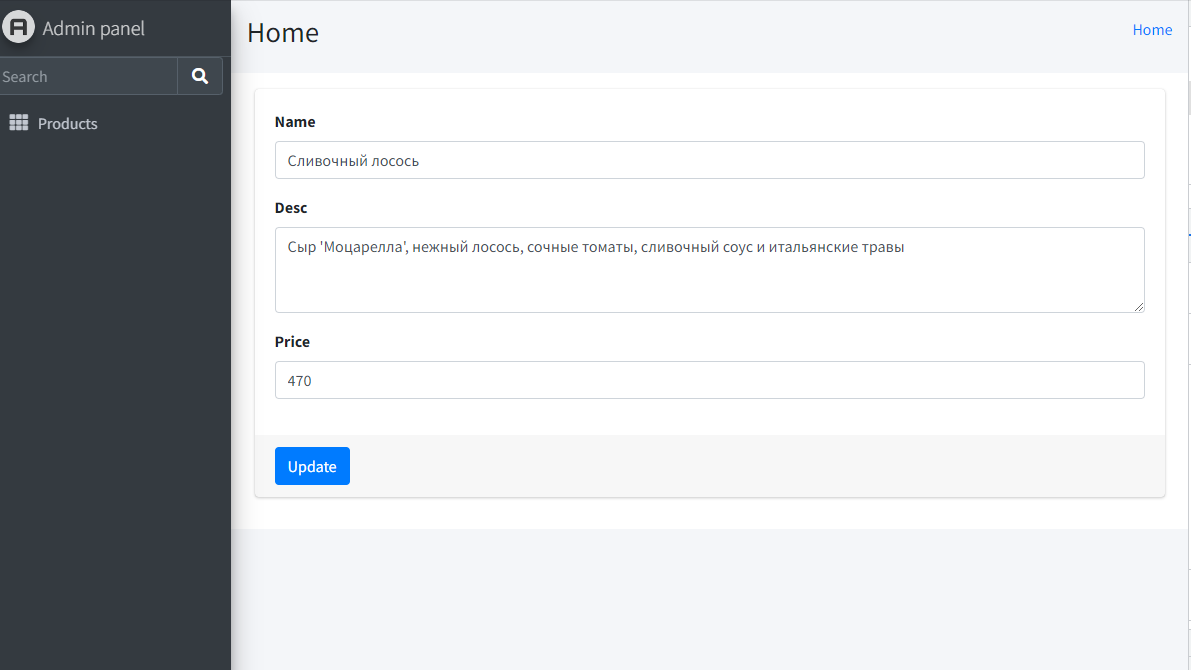 Admin panel
Search
Products
Home
Home
Name
Сливочный лосось
Desc
Сыр 'Моцарелла', нежный лосось, сочные томаты, сливочный соус и итальянские травы
Price
470
Update